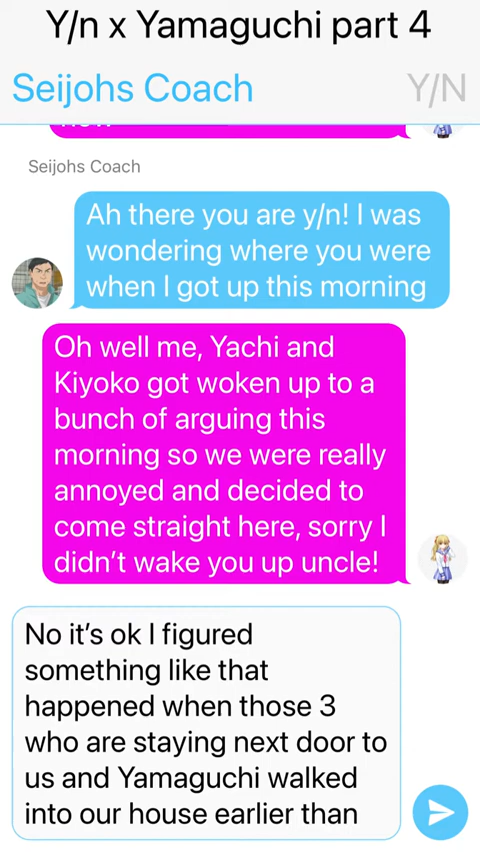 Y/n x Yamaguchi part 4
Seijohs Coach
Y/N
Seijohs Coach
Ah there you are y/n! I was
wondering where you were
when I got up this morning
Oh well me, Yachi and
Kiyoko got woken up to a
bunch of arguing this
morning so we were really
annoyed and decided to
come straight here, sorry I
didn’t wake you up uncle!
No it’s ok I figured
something like that
happened when those 3
who are staying next door to
us and Yamaguchi walked
into our house earlier than